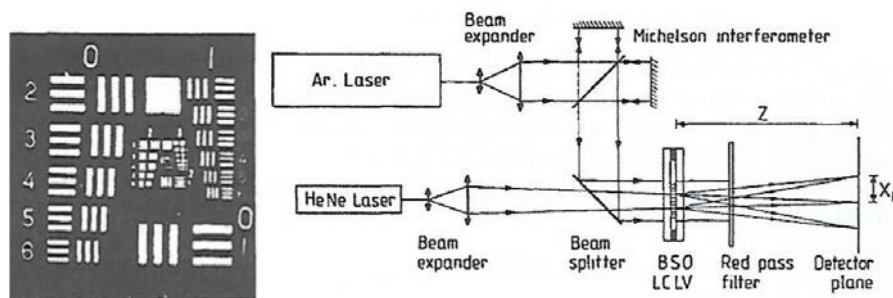 0 1
2
3
4
5
6
0
1
Beam
expander
Michelson interferometer
Ar. Laser
Z
HeNe Laser
Beam
expander
Beam
splitter
BSO
LCLV
Red pass
filter
Detector
plane